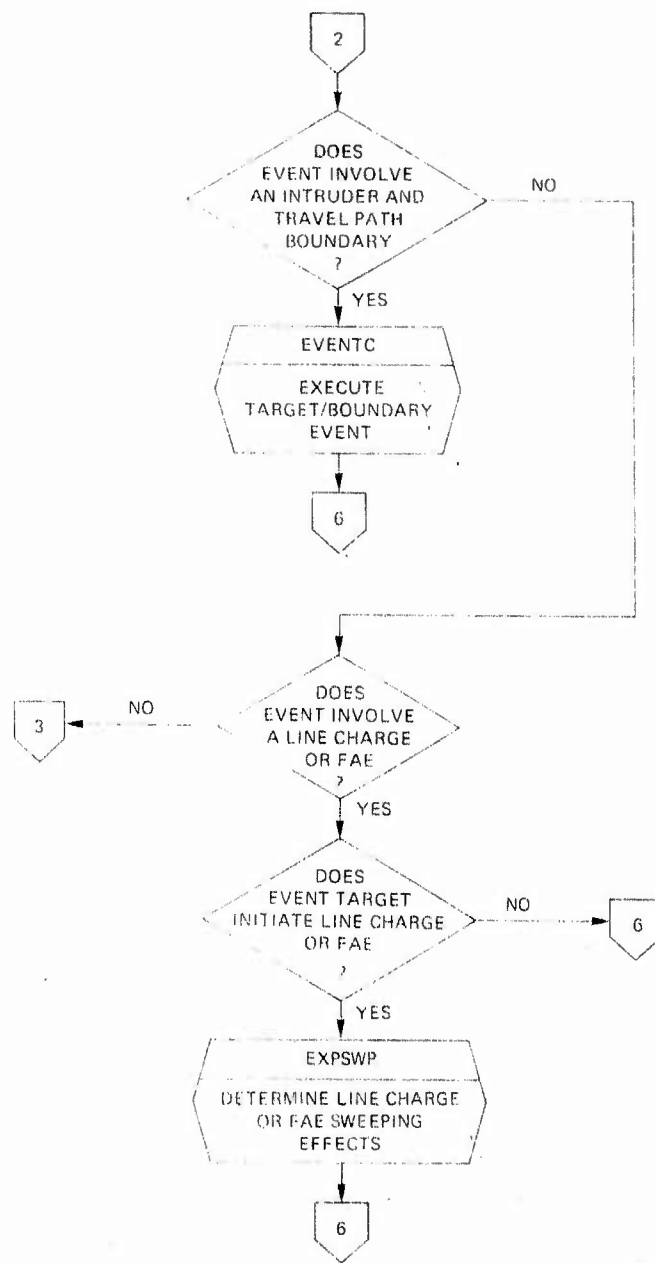 2
DOES
EVENT INVOLVE
AN INTRUDER AND
TRAVEL PATH
BOUNDARY
?
NO
YES
EVENTC
EXECUTE
TARGET/BOUNDARY
EVENT
6
DOES
EVENT INVOLVE
A LINE CHARGE
OR FAE
?
NO
3
YES
DOES
EVENT TARGET
INITIATE LINE CHARGE
OR FAE
?
NO
6
YES
EXPSWP
DETERMINE LINE CHARGE
OR FAE SWEEPING
EFFECTS
6